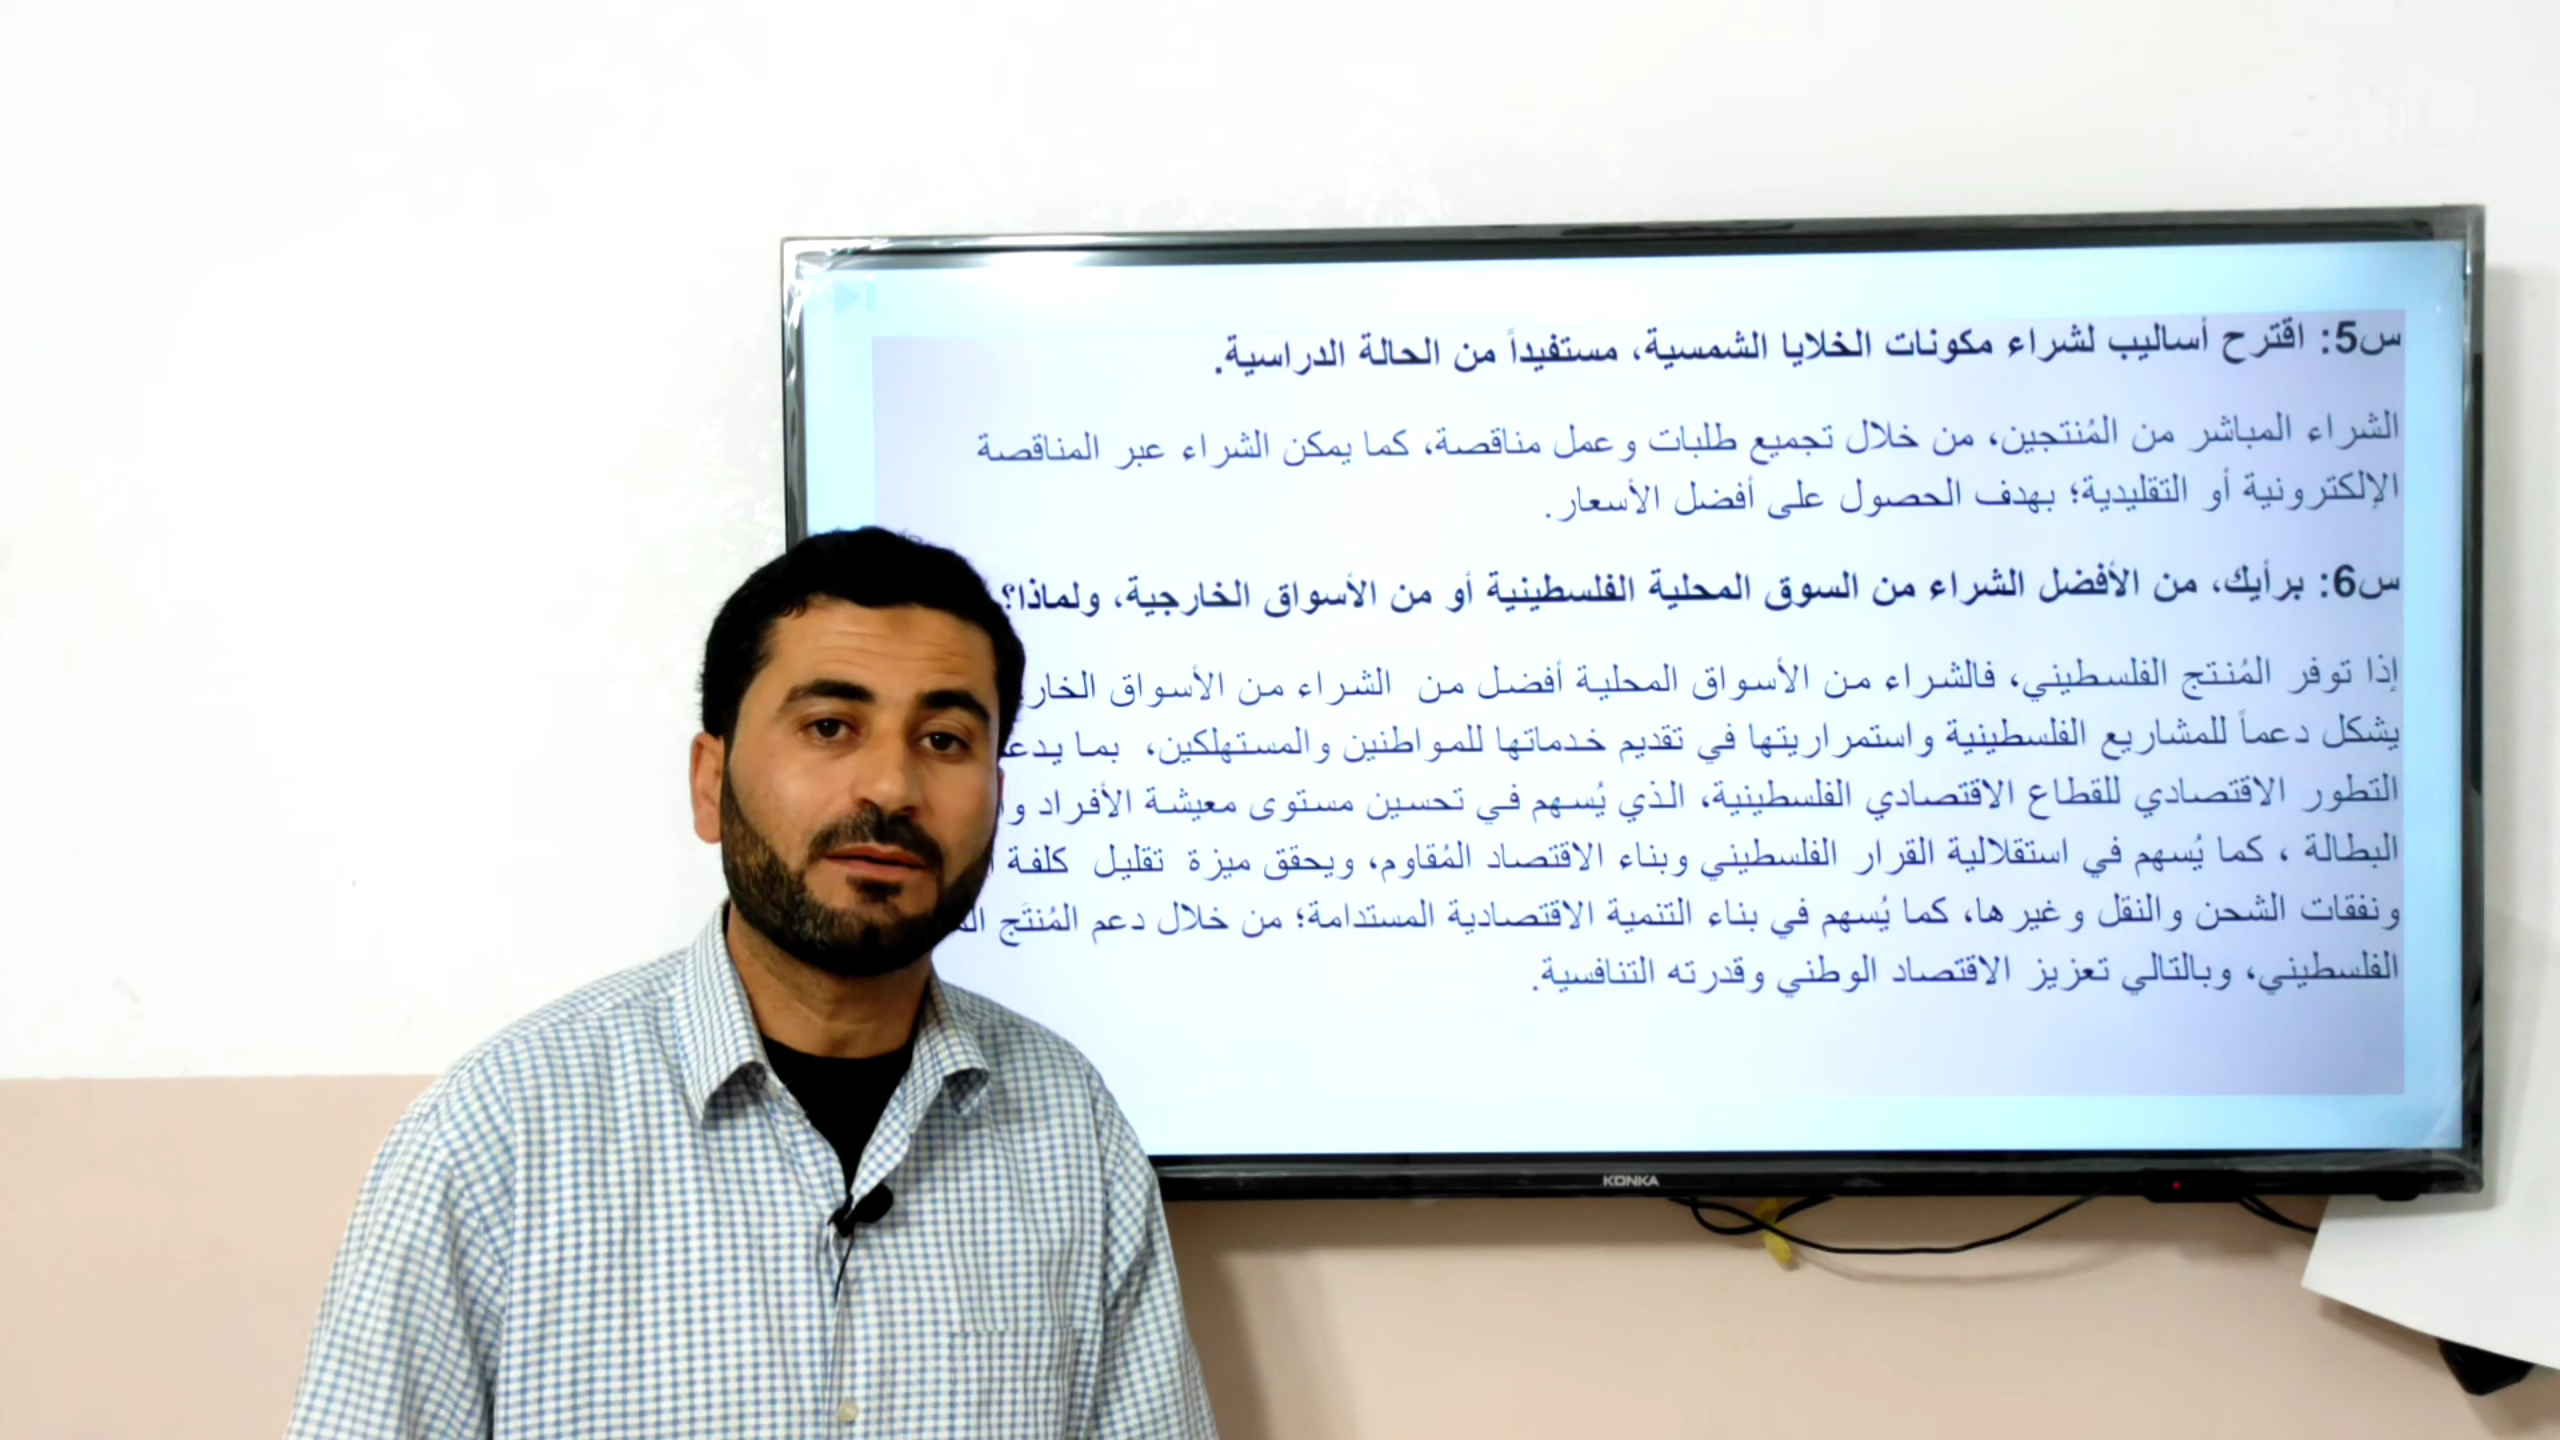 س5: اقترح أساليب لشراء مكونات الخلايا الشمسية، مستفيداً من الحالة الدراسية.
الشراء المباشر من المُنتجين، من خلال تجميع طلبات وعمل مناقصة، كما يمكن الشراء عبر المناقصة
الإلكترونية أو التقليدية؛ بهدف الحصول على أفضل الأسعار.
س6: برأيك، من الأفضل الشراء من السوق المحلية الفلسطينية أو من الأسواق الخارجية، ولماذا؟
إذا توفر المُنتج الفلسطيني، فالشراء من الأسواق المحلية أفضل من الشراء من الأسواق
يشكل دعماً للمشاريع الفلسطينية واستمراريتها في تقديم خدماتها للمواطنين والمستهلكين، بما
التطور الاقتصادي للقطاع الاقتصادي الفلسطينية، الذي يُسهم في تحسين مستوى معيشة الأفراد
البطالة ، كما يُسهم في استقلالية القرار الفلسطيني وبناء الاقتصاد المُقاوم، ويحقق ميزة تقليل كلفة
ونفقات الشحن والنقل وغيرها، كما يُسهم في بناء التنمية الاقتصادية المستدامة؛ من خلال دعم المُنتَج
الفلسطيني، وبالتالي تعزيز الاقتصاد الوطني وقدرته التنافسية.
KONKA